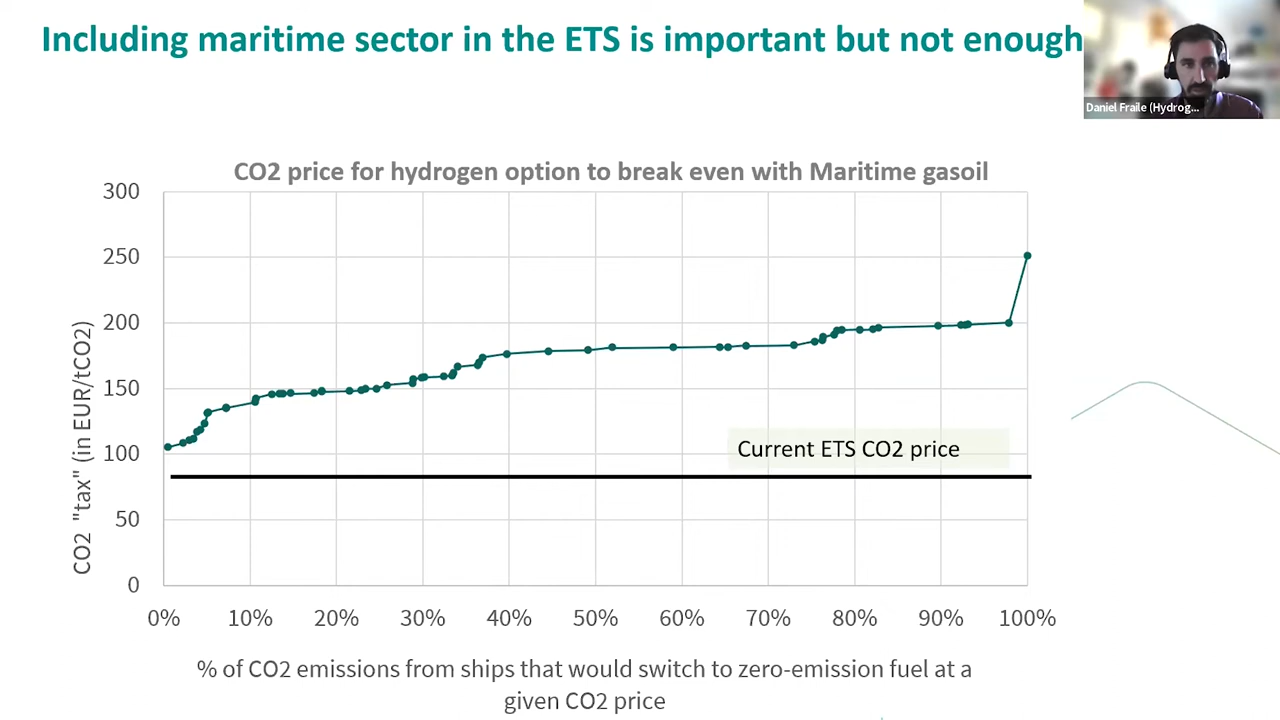 Including maritime sector in the ETS is important but not enough
Daniel Fraile (Hydrog...
CO2 price for hydrogen option to break even with Maritime gasoil
300
250
200
150
100
50
0
CO2 "tax" (in EUR/tCO2)
Current ETS CO2 price
0% 10% 20% 30% 40% 50% 60% 70% 80% 90% 100%
% of CO2 emissions from ships that would switch to zero-emission fuel at a
given CO2 price